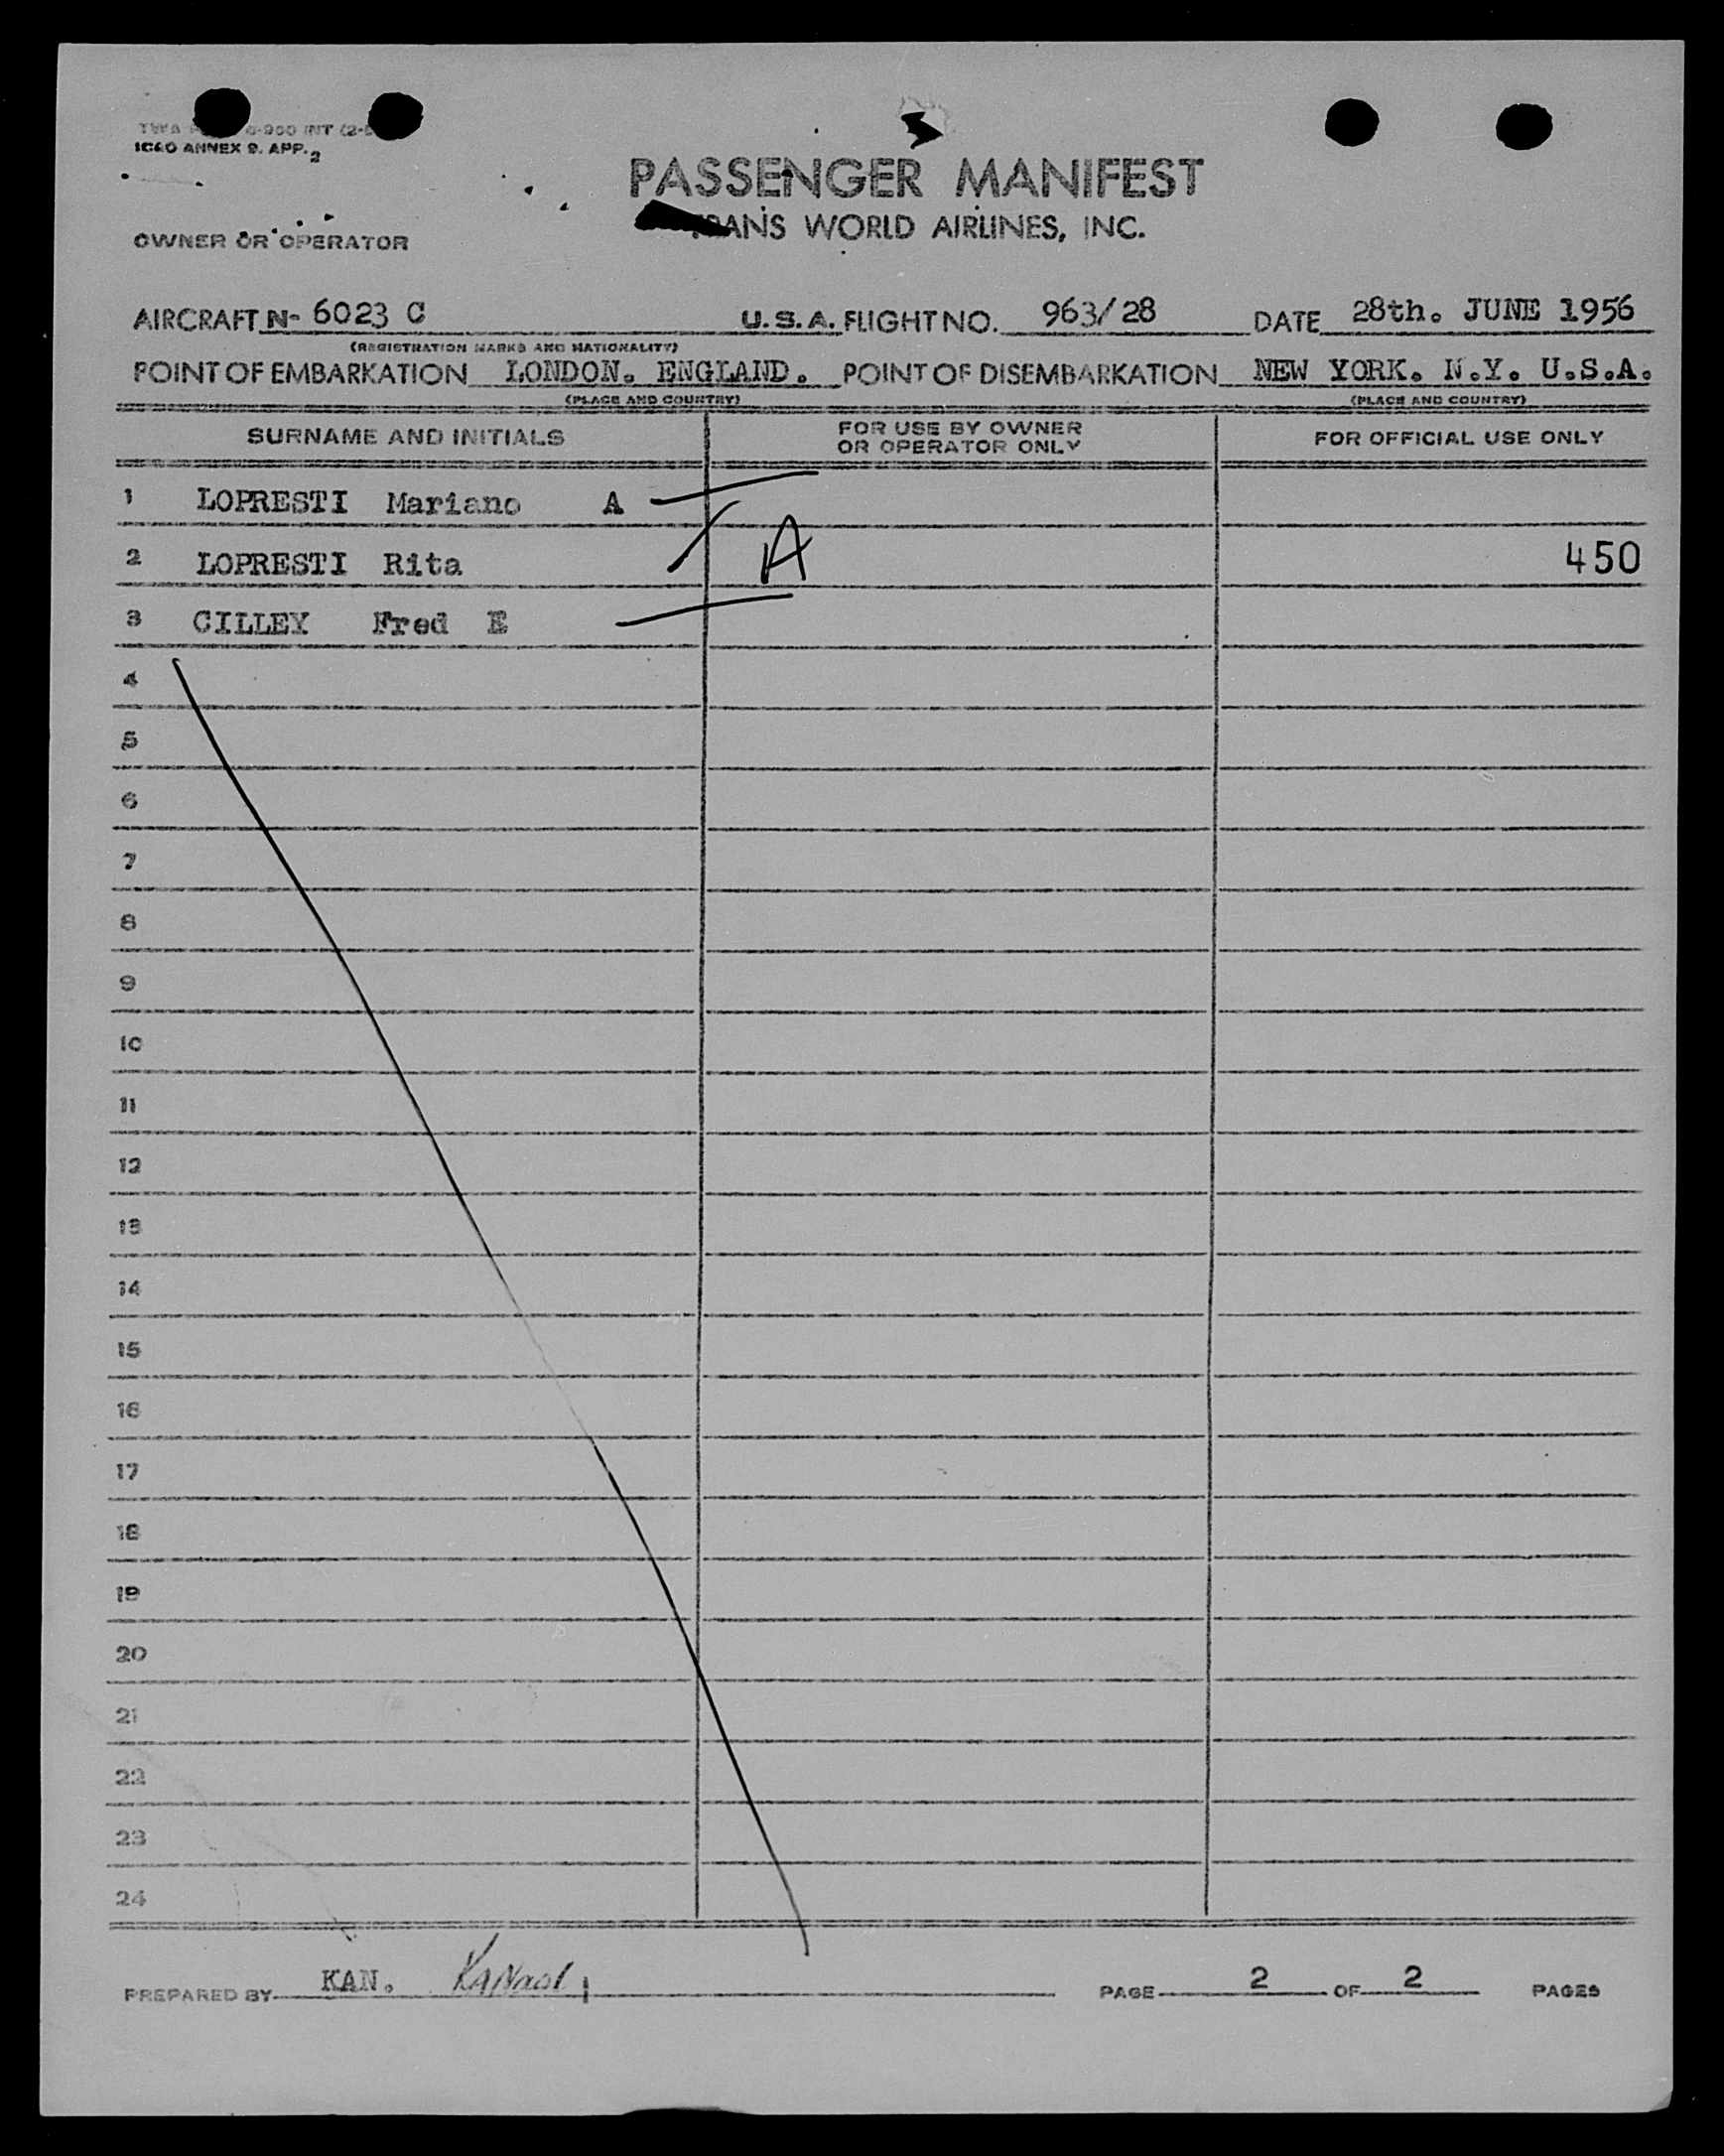 ICAO ANNEX 9. APP. 2
PASSENGER MANIFEST
TRANS WORLD AIRLINES, INC.
OWNER OR OPERATOR
AIRCRAFT N- 6023 C U.S.A. FLIGHT NO. 963/28 DATE 28th. JUNE 1956
(REGISTRATION MARKS AND NATIONALITY)
POINT OF EMBARKATION LONDON. ENGLAND. POINT OF DISEMBARKATION NEW YORK. N.Y. U.S.A.
(PLACE AND COUNTRY) (PLACE AND COUNTRY)
SURNAME AND INITIALS FOR USE BY OWNER OR OPERATOR ONLY FOR OFFICIAL USE ONLY
1 LOPRESTI Mariano A
2 LOPRESTI Rita A 450
3 CILLEY Fred E
4
5
6
7
8
9
10
11
12
13
14
15
16
17
18
19
20
21
22
23
24
PREPARED BY KAN. PAGE 2 OF 2 PAGES